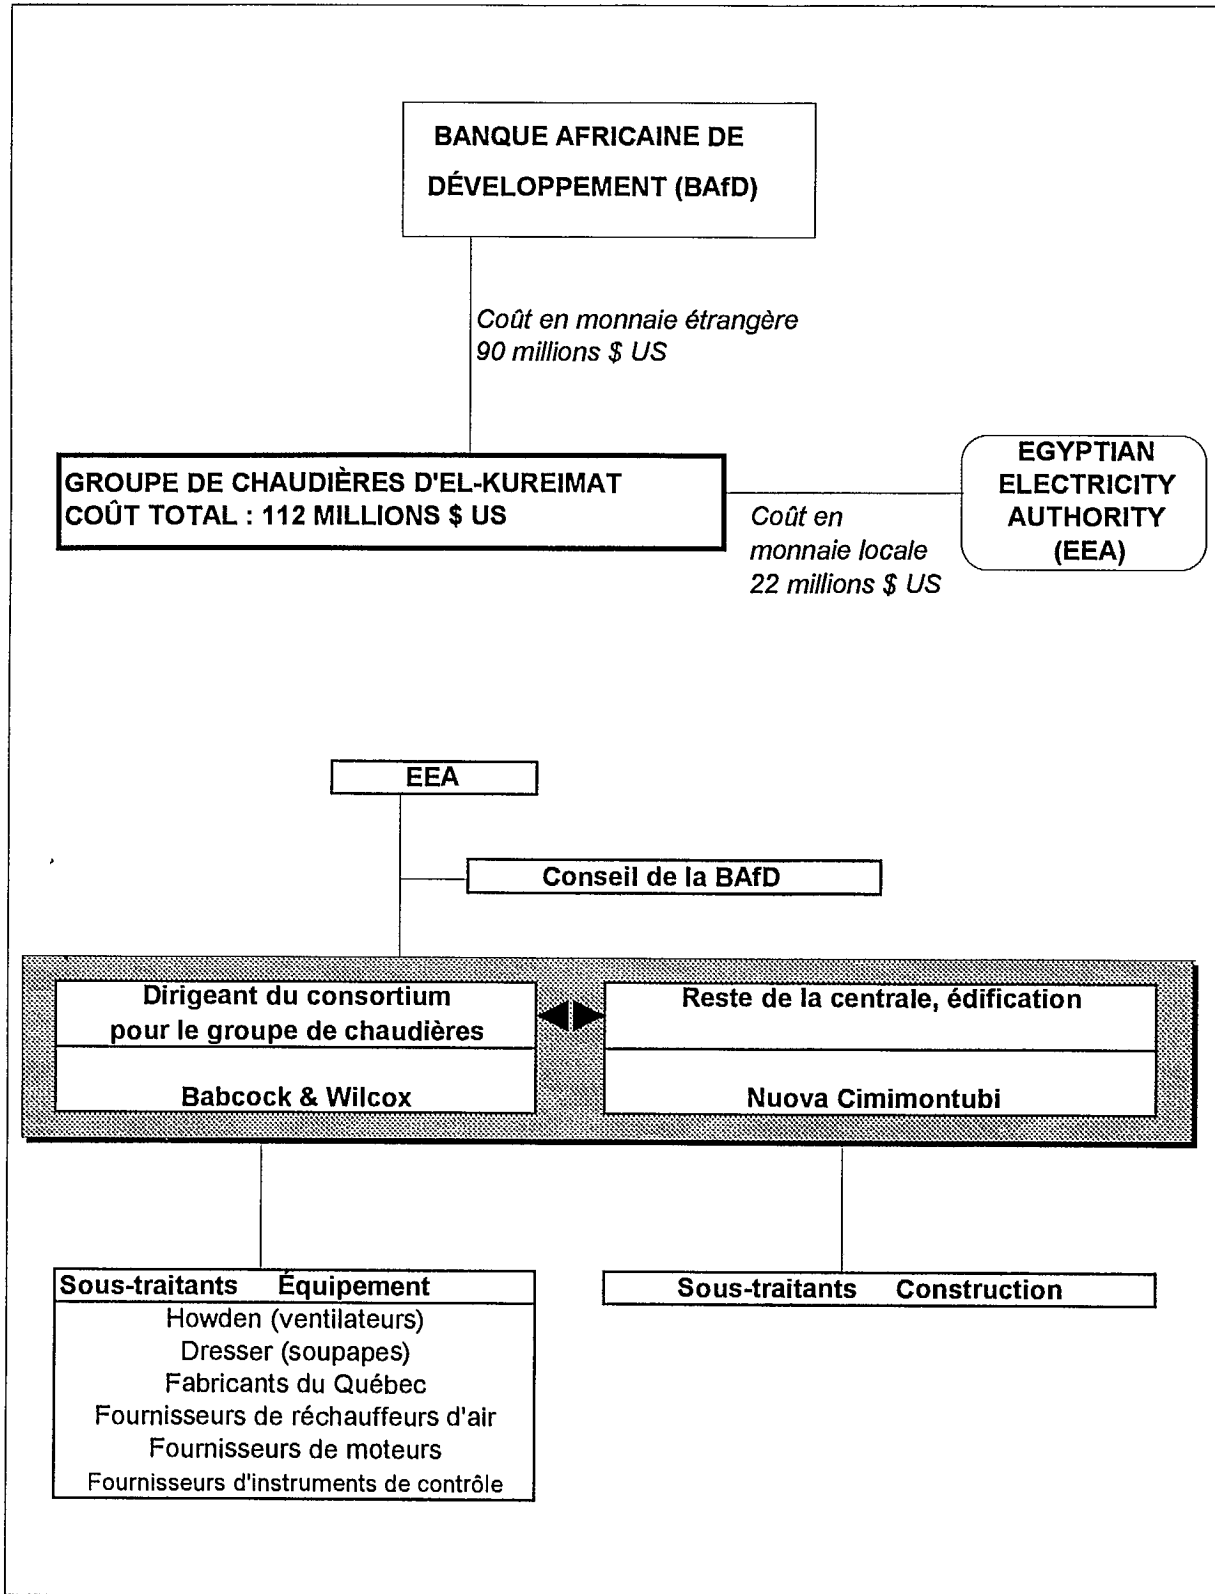 BANQUE AFRICAINE DE
DÉVELOPPEMENT (BAfD)
Coût en monnaie étrangère
90 millions $ US
GROUPE DE CHAUDIÈRES D'EL-KUREIMAT
COÛT TOTAL : 112 MILLIONS $ US
Coût en
monnaie locale
22 millions $ US
EGYPTIAN
ELECTRICITY
AUTHORITY
(EEA)
EEA
Conseil de la BAfD
Dirigeant du consortium
pour le groupe de chaudières
Babcock & Wilcox
Reste de la centrale, édification
Nuova Cimimontubi
Sous-traitants Équipement
Howden (ventilateurs)
Dresser (soupapes)
Fabricants du Québec
Fournisseurs de réchauffeurs d'air
Fournisseurs de moteurs
Fournisseurs d'instruments de contrôle
Sous-traitants Construction